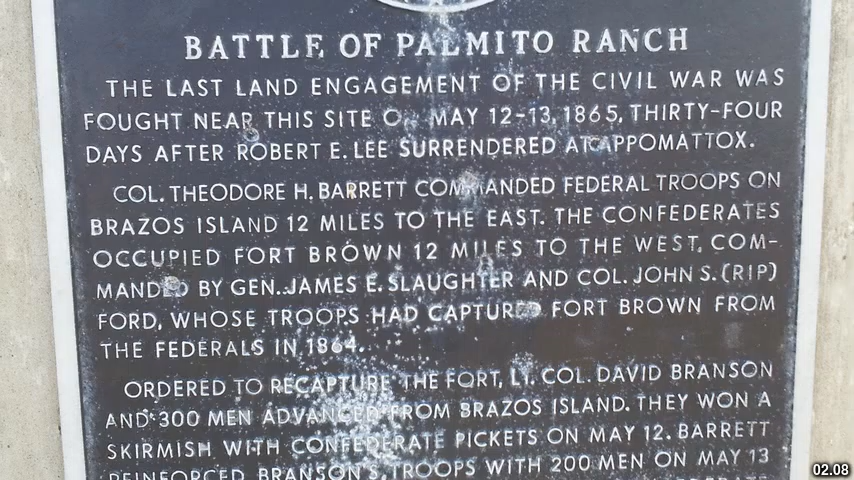 BATTLE OF PALMITO RANCH
THE LAST LAND ENGAGEMENT OF THE CIVIL WAR WAS
FOUGHT NEAR THIS SITE ON MAY 12-13, 1865, THIRTY-FOUR
DAYS AFTER ROBERT E. LEE SURRENDERED AT APPOMATTOX.
COL. THEODORE H. BARRETT COMMANDED FEDERAL TROOPS ON
BRAZOS ISLAND 12 MILES TO THE EAST. THE CONFEDERATES
OCCUPIED FORT BROWN 12 MILES TO THE WEST, COM-
MANDED BY GEN. JAMES E. SLAUGHTER AND COL. JOHN S. (RIP)
FORD, WHOSE TROOPS HAD CAPTURED FORT BROWN FROM
THE FEDERALS IN 1864.
ORDERED TO RECAPTURE THE FORT, LT. COL. DAVID BRANSON
AND 300 MEN ADVANCED FROM BRAZOS ISLAND. THEY WON A
SKIRMISH WITH CONFEDERATE PICKETS ON MAY 12. BARRETT
REINFORCED BRANSON'S TROOPS WITH 200 MEN ON MAY 13
02.08